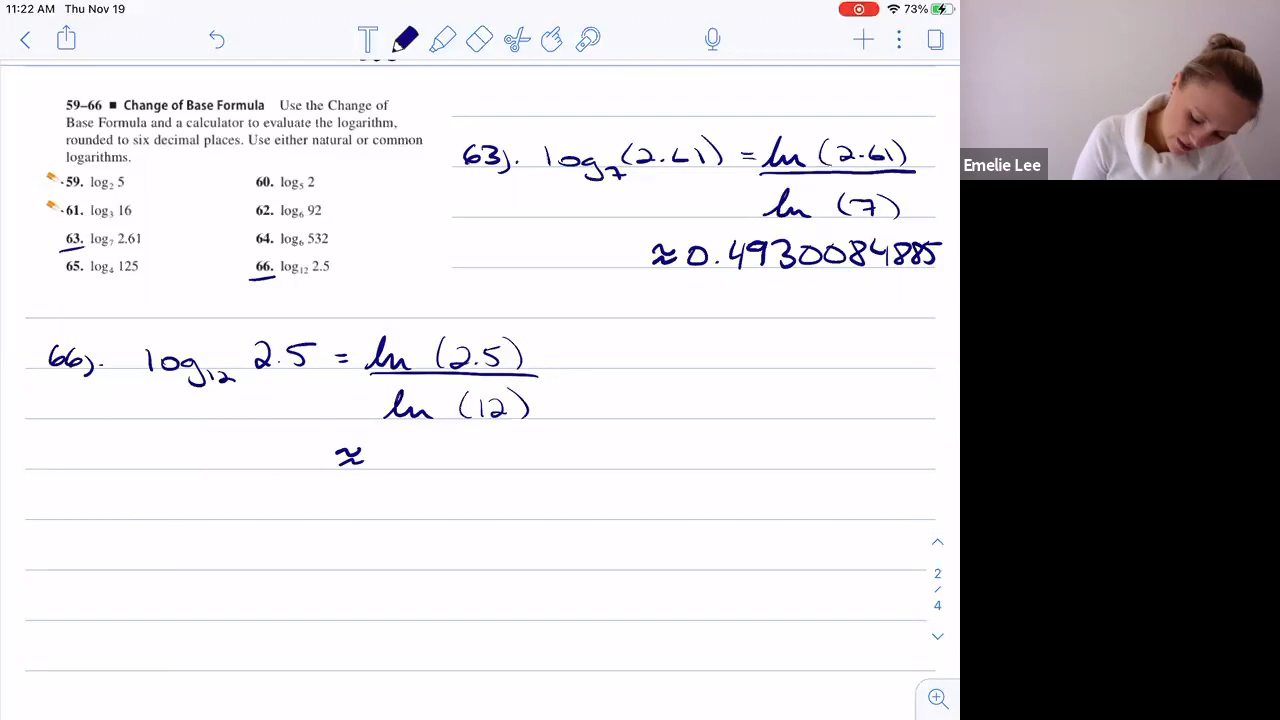 11:22 AM Thu Nov 19
73%
T
59–66 ■ Change of Base Formula Use the Change of
Base Formula and a calculator to evaluate the logarithm,
rounded to six decimal places. Use either natural or common
logarithms.
59. log₂ 5 60. log₅ 2
61. log₃ 16 62. log₆ 92
63. log₇ 2.61 64. log₆ 532
65. log₄ 125 66. log₁₂ 2.5
63). log₇(2.61) = ln (2.61)
ln (7)
≈ 0.4930084885
66). log₁₂ 2.5 = ln (2.5)
ln (12)
≈
2
/
4
Emelie Lee